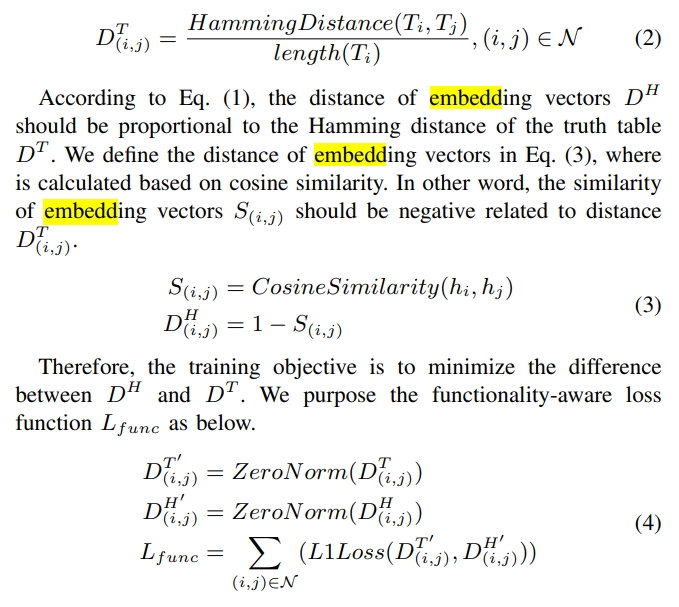 D^T_{(i,j)} = \frac{HammingDistance(T_i, T_j)}{length(T_i)}, (i, j) ∈ \mathcal{N} (2)
According to Eq. (1), the distance of embedding vectors D^H
should be proportional to the Hamming distance of the truth table
D^T. We define the distance of embedding vectors in Eq. (3), where
is calculated based on cosine similarity. In other word, the similarity
of embedding vectors S_{(i,j)} should be negative related to distance
D^T_{(i,j)}.
S_{(i,j)} = CosineSimilarity(h_i, h_j)
D^H_{(i,j)} = 1 − S_{(i,j)}
(3)
Therefore, the training objective is to minimize the difference
between D^H and D^T. We purpose the functionality-aware loss
function L_{func} as below.
D^{T'}_{(i,j)} = ZeroNorm(D^T_{(i,j)})
D^{H'}_{(i,j)} = ZeroNorm(D^H_{(i,j)})
L_{func} = \sum_{(i,j)∈\mathcal{N}} (L1Loss(D^{T'}_{(i,j)}, D^{H'}_{(i,j)}))
(4)